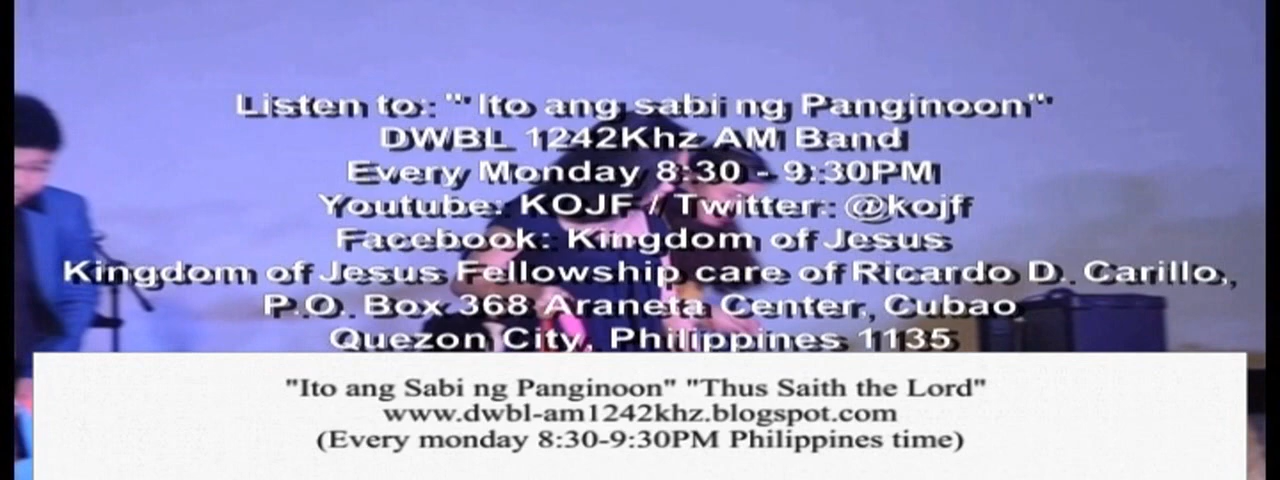 Listen to: "Ito ang sabi ng Panginoon"
DWBL 1242Khz AM Band
Every Monday 8:30 - 9:30PM
Youtube: KOJF / Twitter: @kojff
Facebook: Kingdom of Jesus
Kingdom of Jesus Fellowship care of Ricardo D. Carillo,
P.O. Box 368 Araneta Center, Cubao
Quezon City, Philippines 1135
"Ito ang Sabi ng Panginoon" "Thus Saith the Lord"
www.dwbl-am1242khz.blogspot.com
(Every monday 8:30-9:30PM Philippines time)